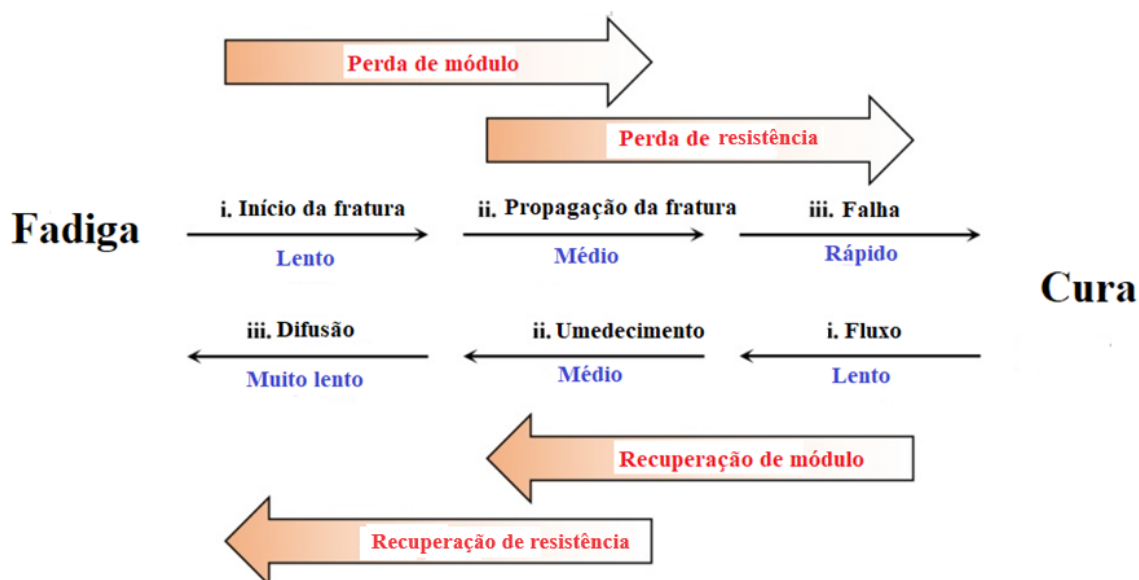 Perda de módulo
Perda de resistência
i. Início da fratura
ii. Propagação da fratura
iii. Falha
Fadiga
Lento
Médio
Rápido
Cura
iii. Difusão
ii. Umedecimento
i. Fluxo
Muito lento
Médio
Lento
Recuperação de módulo
Recuperação de resistência